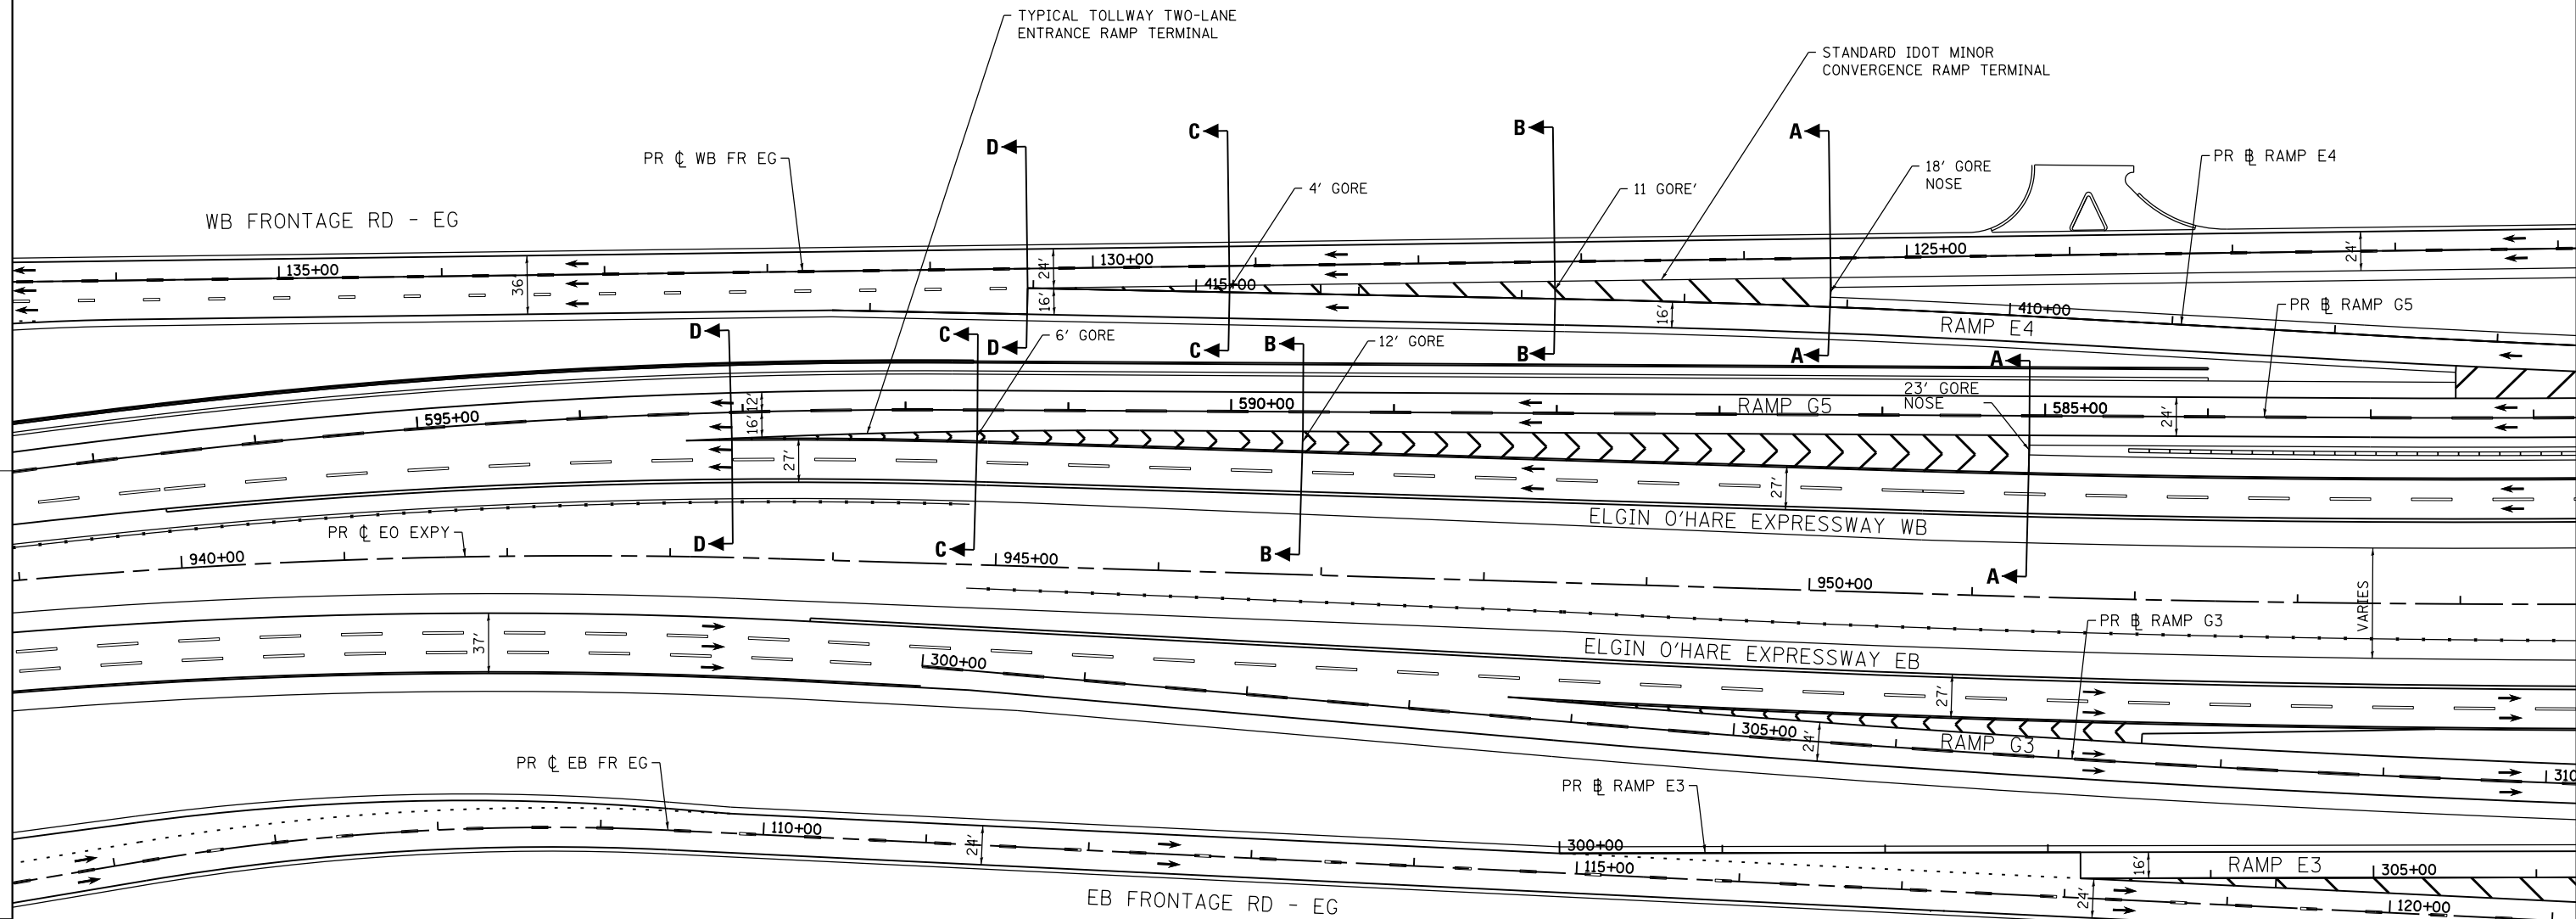 TYPICAL TOLLWAY TWO-LANE
ENTRANCE RAMP TERMINAL
STANDARD IDOT MINOR
CONVERGENCE RAMP TERMINAL
PR ℄ WB FR EG
D
C
B
A
4' GORE
11 GORE'
18' GORE
NOSE
PR ⅊ RAMP E4
WB FRONTAGE RD - EG
135+00
36'
24'
130+00
125+00
24'
16'
415+00
16'
410+00
RAMP E4
PR ⅊ RAMP G5
D
C
D
6' GORE
B
C
12' GORE
B
A
A
23' GORE
NOSE
595+00
16' 12'
590+00
RAMP G5
585+00
24'
27'
27'
ELGIN O'HARE EXPRESSWAY WB
PR ℄ EO EXPY
D
C
B
A
940+00
945+00
950+00
VARIES
37'
300+00
ELGIN O'HARE EXPRESSWAY EB
PR ⅊ RAMP G3
27'
305+00
24'
RAMP G3
310
PR ℄ EB FR EG
PR ⅊ RAMP E3
110+00
24'
300+00
115+00
16'
RAMP E3
305+00
24'
120+00
EB FRONTAGE RD - EG